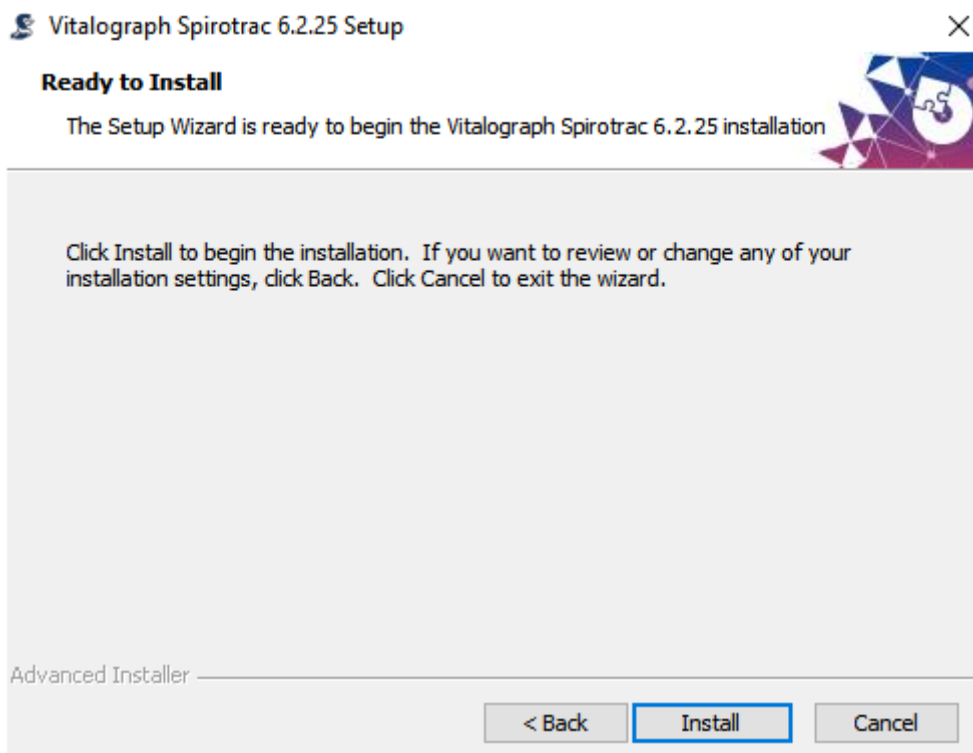 Vitalograph Spirotrac 6.2.25 Setup
Ready to Install
The Setup Wizard is ready to begin the Vitalograph Spirotrac 6.2.25 installation
Click Install to begin the installation.  If you want to review or change any of your
installation settings, click Back.  Click Cancel to exit the wizard.
Advanced Installer
< Back
Install
Cancel